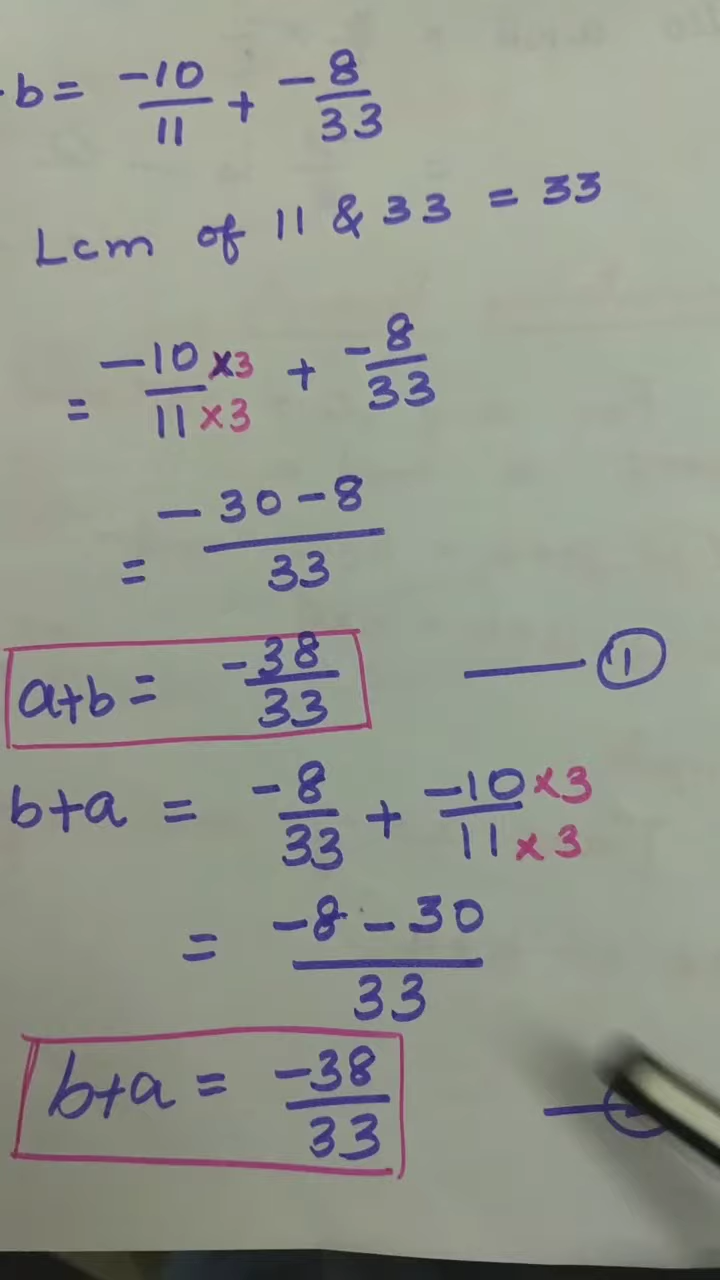 b = -10/11 + -8/33
Lcm of 11 & 33 = 33
= -10×3/11×3 + -8/33
= -30-8/33
a+b = -38/33 —— ①
b+a = -8/33 + -10×3/11×3
= -8-30/33
b+a = -38/33